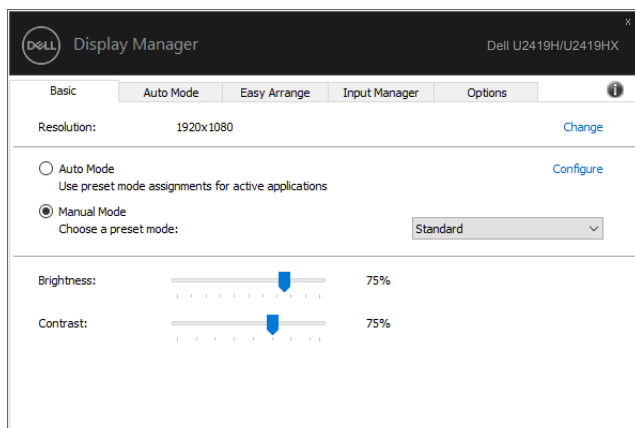 x
DELL Display Manager Dell U2419H/U2419HX
Basic Auto Mode Easy Arrange Input Manager Options i
Resolution: 1920x1080 Change
Auto Mode Configure
Use preset mode assignments for active applications
Manual Mode
Choose a preset mode: Standard
Brightness: 75%
Contrast: 75%